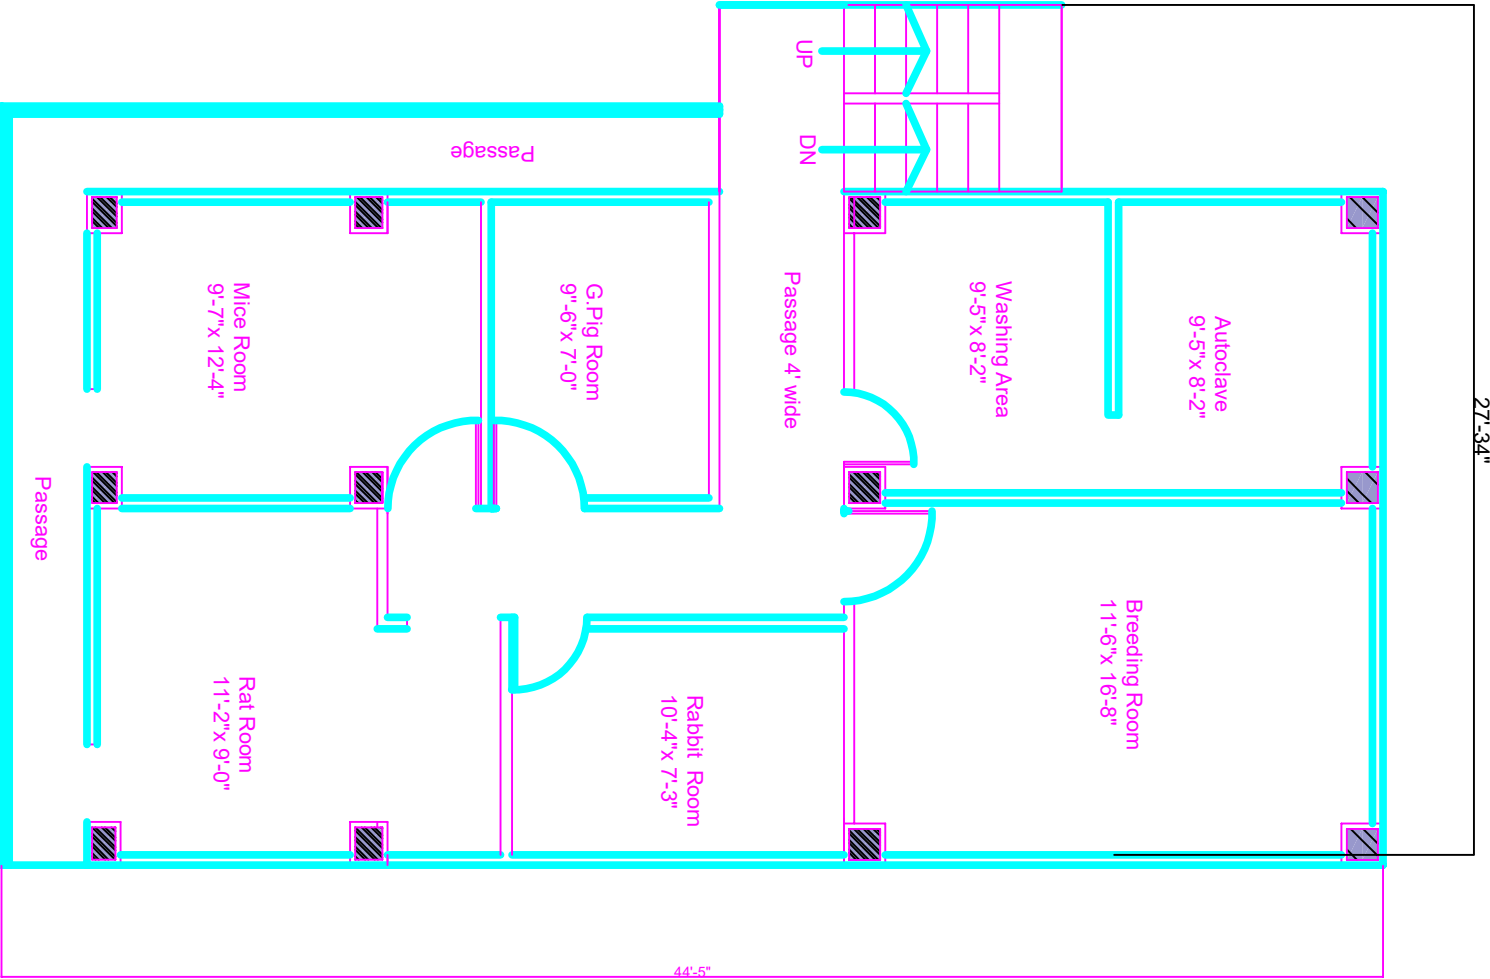 UP
DN
Passage
Mice Room
9'-7"x 12'-4"
G.Pig Room
9"-6"x 7'-0"
Passage 4' wide
Washing Area
9'-5"x 8'-2"
Autoclave
9'-5"x 8'-2"
27'-34"
Passage
Rat Room
11'-2"x 9'-0"
Rabbit Room
10'-4"x 7'-3"
Breeding Room
11'-6"x 16'-8"
44'-5"